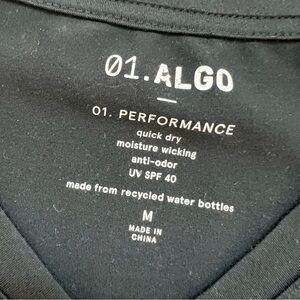 01.ALGO
01. PERFORMANCE
quick dry
moisture wicking
anti-odor
UV SPF 40
made from recycled water bottles
M
MADE IN
CHINA